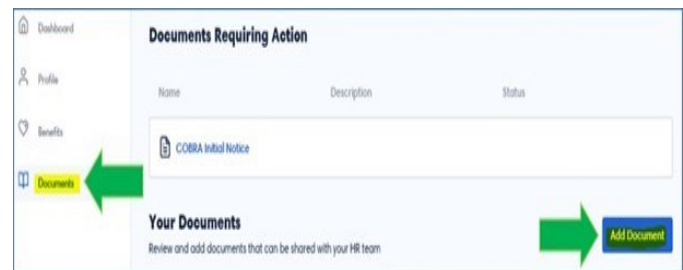 Dashboard
Documents Requiring Action
Profile
Name Description Status
Benefits
COBRA Initial Notice
Documents
Your Documents
Add Document
Review and add documents that can be shared with your HR team